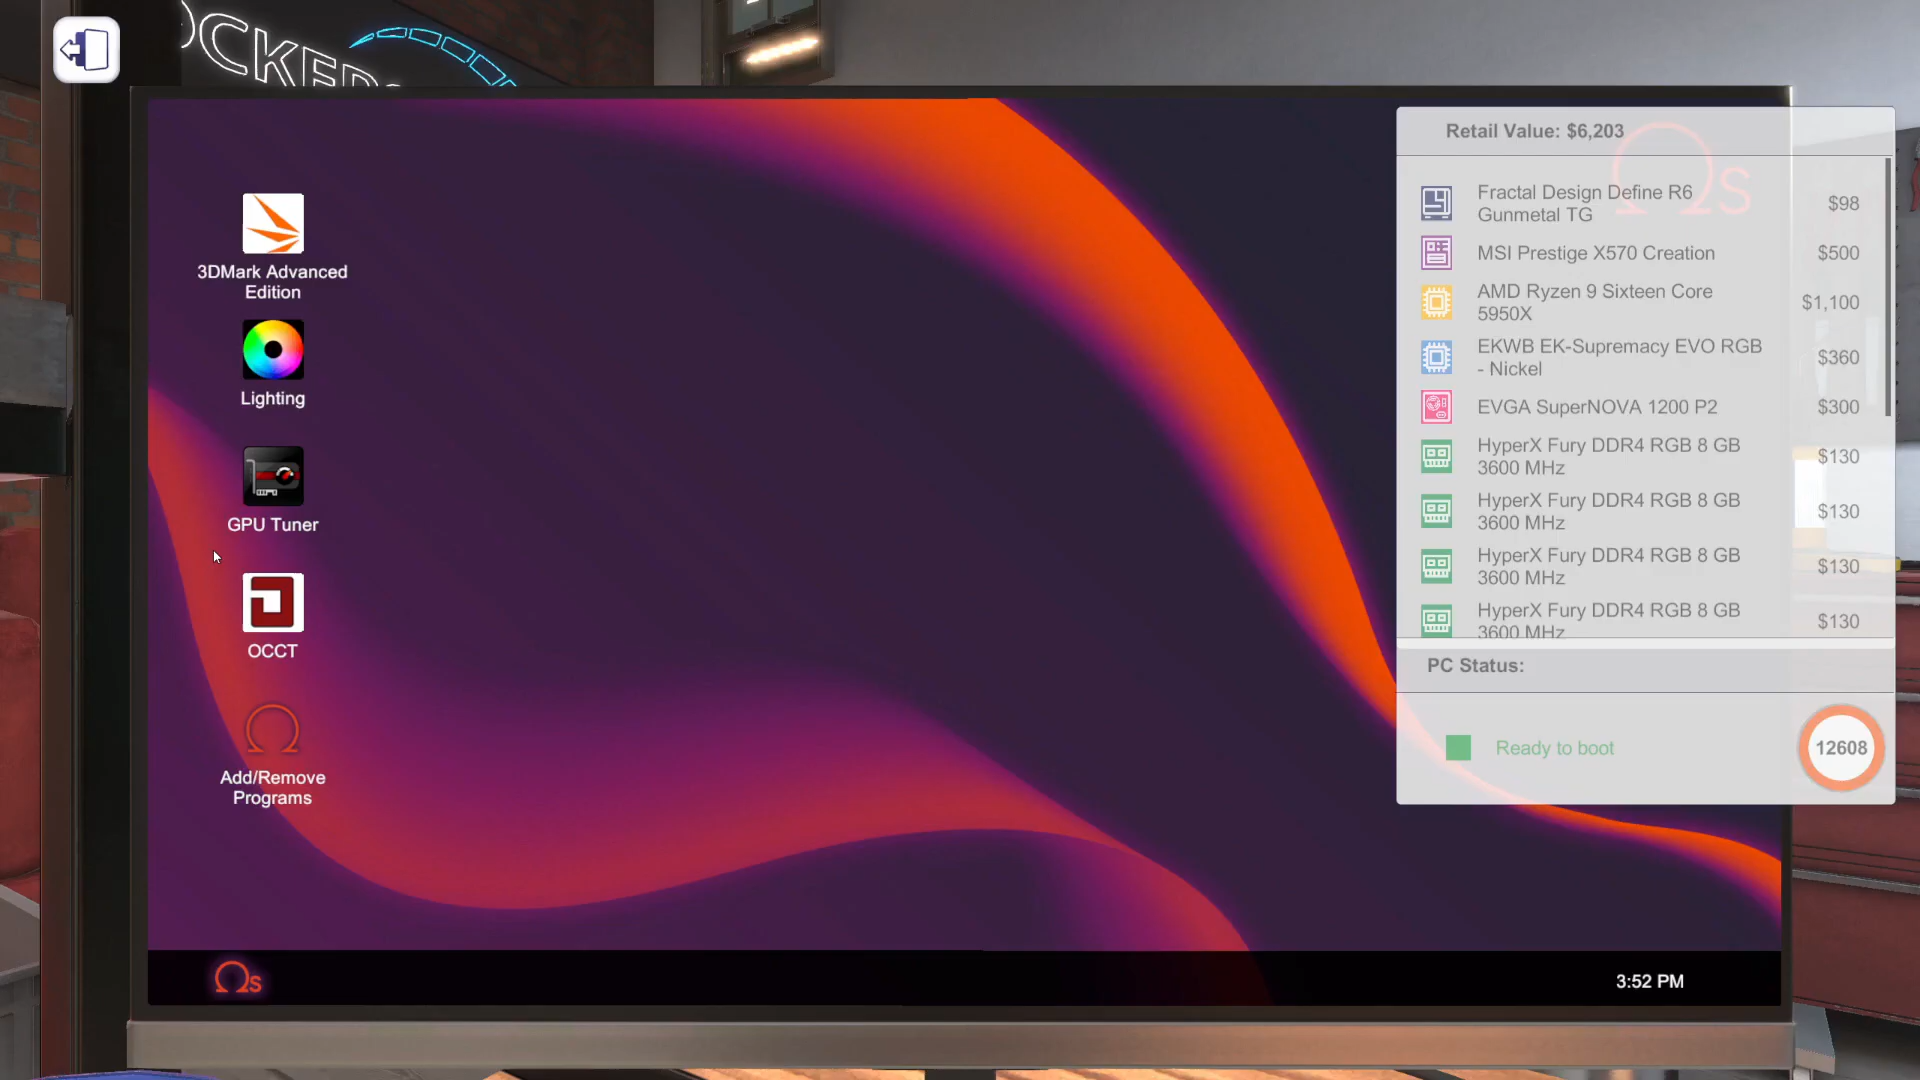 OCKER
Retail Value: $6,203
Fractal Design Define R6
Gunmetal TG
$98
MSI Prestige X570 Creation
$500
AMD Ryzen 9 Sixteen Core
5950X
$1,100
EKWB EK-Supremacy EVO RGB
- Nickel
$360
EVGA SuperNOVA 1200 P2
$300
HyperX Fury DDR4 RGB 8 GB
3600 MHz
$130
HyperX Fury DDR4 RGB 8 GB
3600 MHz
$130
HyperX Fury DDR4 RGB 8 GB
3600 MHz
$130
HyperX Fury DDR4 RGB 8 GB
3600 MHz
$130
PC Status:
Ready to boot
12608
3DMark Advanced
Edition
Lighting
GPU Tuner
OCCT
Add/Remove
Programs
Ωs
Ωs
3:52 PM